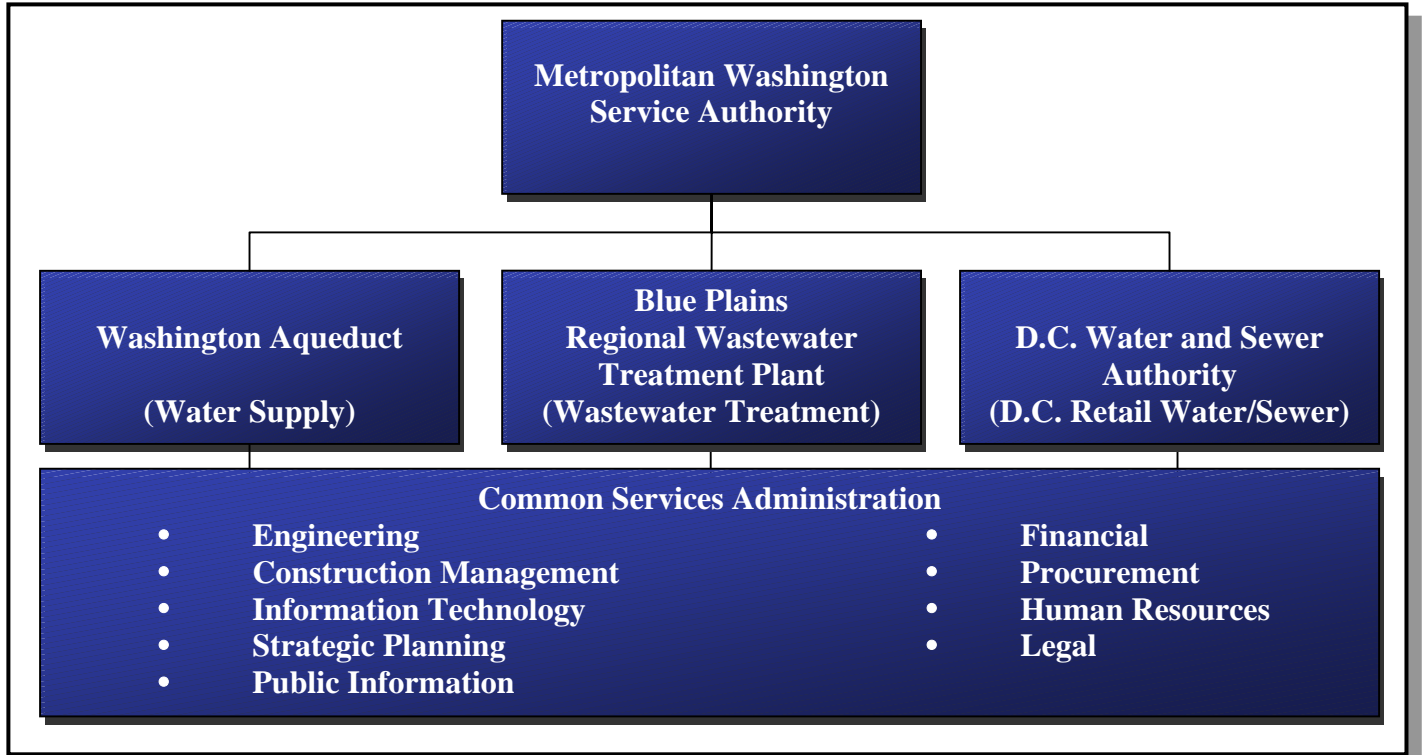 Metropolitan Washington
Service Authority
Washington Aqueduct
(Water Supply)
Blue Plains
Regional Wastewater
Treatment Plant
(Wastewater Treatment)
D.C. Water and Sewer
Authority
(D.C. Retail Water/Sewer)
Common Services Administration
• Engineering
• Construction Management
• Information Technology
• Strategic Planning
• Public Information
• Financial
• Procurement
• Human Resources
• Legal